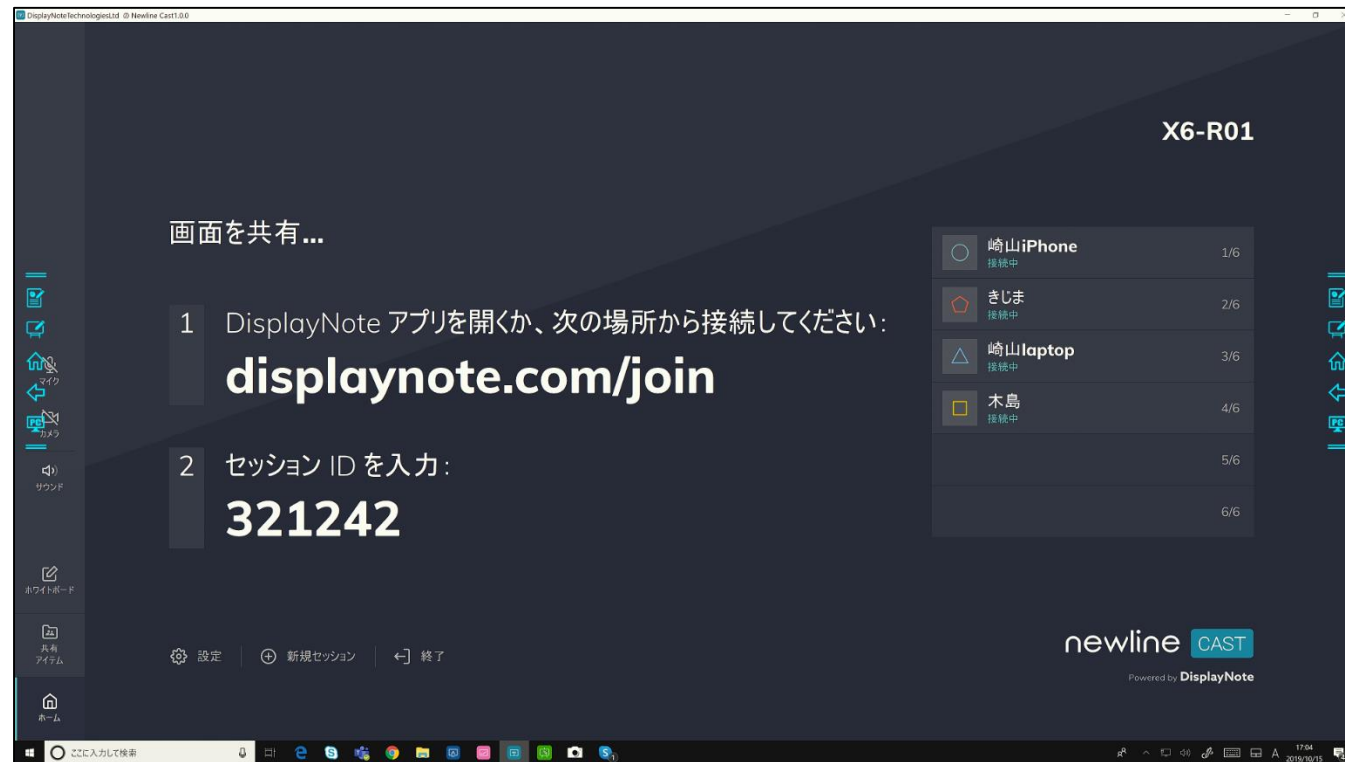 DisplayNoteTechnologiesLtd @ Newline Cast1.0.0
X6-R01
画面を共有...
1 DisplayNote アプリを開くか、次の場所から接続してください:
displaynote.com/join
2 セッション ID を入力:
321242
崎山iPhone 1/6
接続中
きじま 2/6
接続中
崎山laptop 3/6
接続中
木島 4/6
接続中
5/6
6/6
マイク
PC
カメラ
サウンド
ホワイトボード
共有
アイテム
ホーム
PC
設定
新規セッション
終了
newline CAST
Powered by DisplayNote
ここに入力して検索
A
17:04
2019/10/15